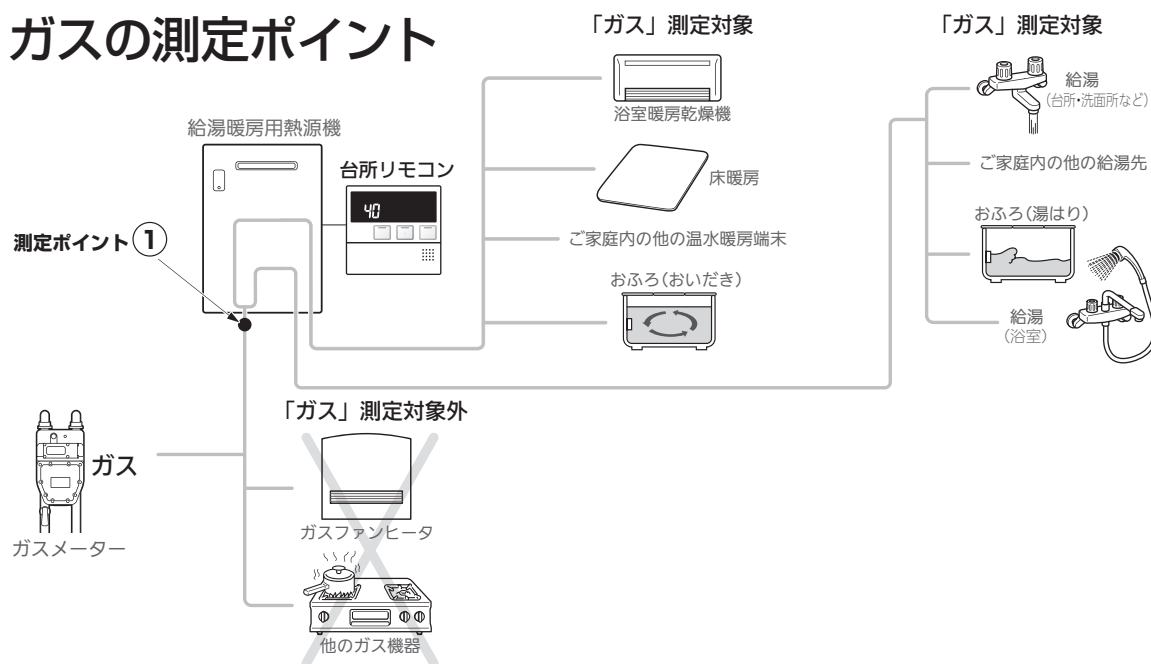 ガスの測定ポイント
「ガス」測定対象
「ガス」測定対象
給湯暖房用熱源機
台所リモコン
40
測定ポイント①
浴室暖房乾燥機
床暖房
ご家庭内の他の温水暖房端末
おふろ（おいだき）
給湯
（台所・洗面所など）
ご家庭内の他の給湯先
おふろ（湯はり）
給湯
（浴室）
「ガス」測定対象外
ガス
ガスメーター
ガスファンヒータ
他のガス機器